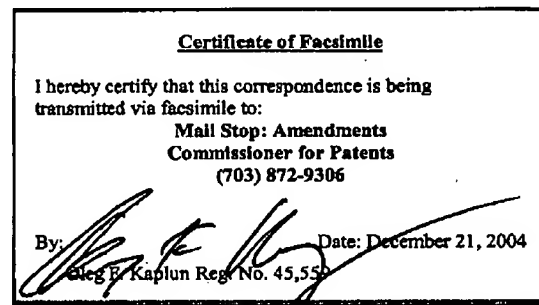 Certificate of Facsimile
I hereby certify that this correspondence is being
transmitted via facsimile to:
Mail Stop: Amendments
Commissioner for Patents
(703) 872-9306
By: Date: December 21, 2004
Oleg F. Kaplun Reg. No. 45,559